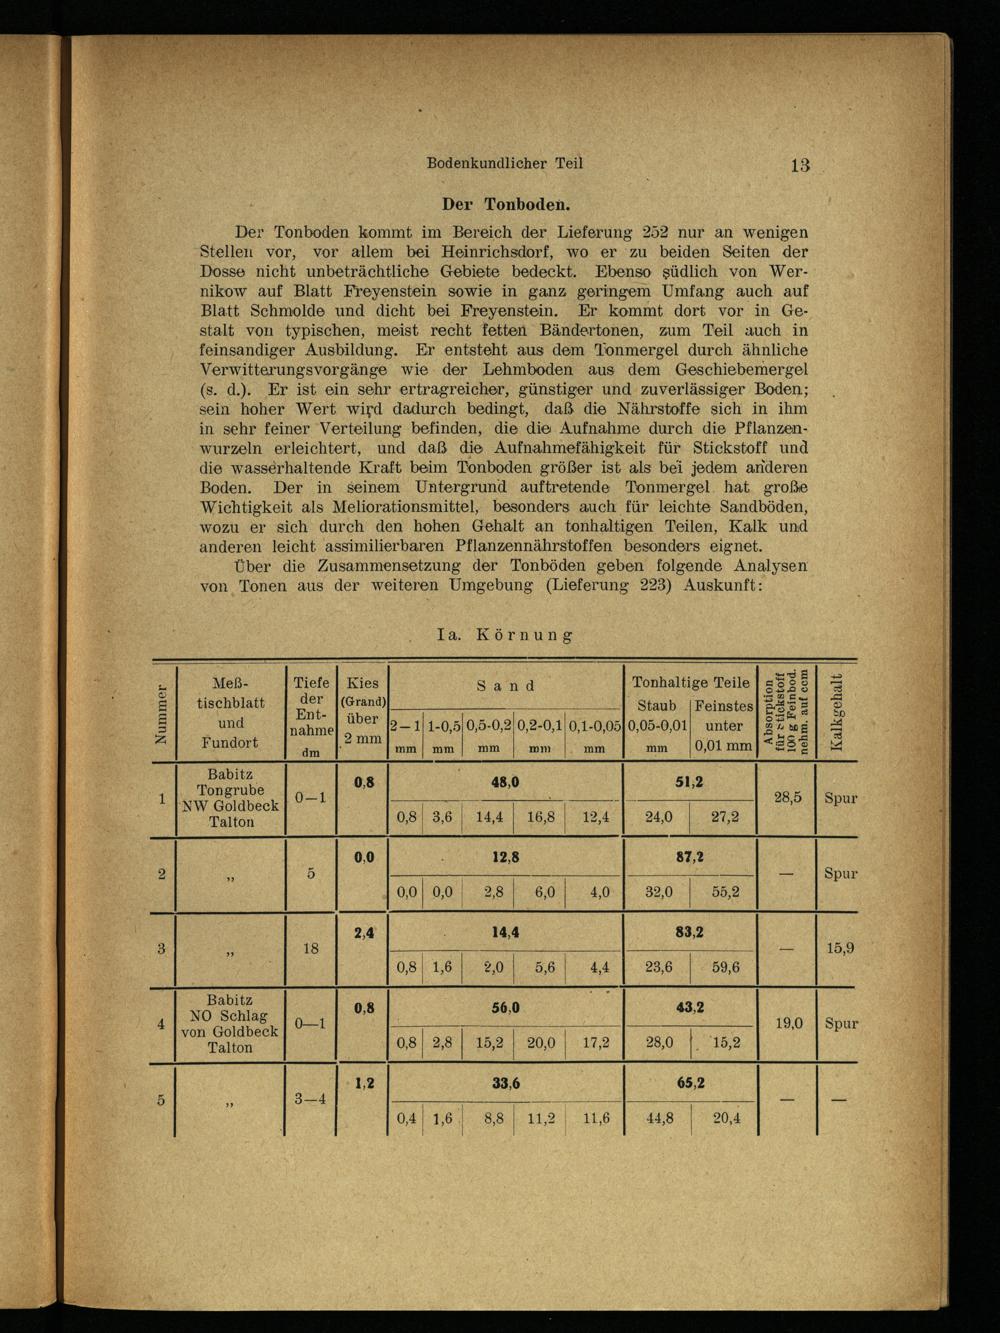 Bodenkundlicher Teil 13
Der Tonboden.
Der Tonboden kommt im Bereich der Lieferung 252 nur an wenigen
Stellen vor, vor allem bei Heinrichsdorf, wo er zu beiden Seiten der
Dosse nicht unbeträchtliche Gebiete bedeckt. Ebenso südlich von Wer-
nikow auf Blatt Freyenstein sowie in ganz geringem Umfang auch auf
Blatt Schmolde und dicht bei Freyenstein. Er kommt dort vor in Ge-
stalt von typischen, meist recht fetten Bändertonen, zum Teil auch in
feinsandiger Ausbildung. Er entsteht aus dem Tonmergel durch ähnliche
Verwitterungsvorgänge wie der Lehmboden aus dem Geschiebemergel
(s. d.). Er ist ein sehr ertragreicher, günstiger und zuverlässiger Boden;
sein hoher Wert wird dadurch bedingt, daß die Nährstoffe sich in ihm
in sehr feiner Verteilung befinden, die die Aufnahme durch die Pflanzen-
wurzeln erleichtert, und daß die Aufnahmefähigkeit für Stickstoff und
die wasserhaltende Kraft beim Tonboden größer ist als bei jedem anderen
Boden. Der in seinem Untergrund auftretende Tonmergel hat große
Wichtigkeit als Meliorationsmittel, besonders auch für leichte Sandböden,
wozu er sich durch den hohen Gehalt an tonhaltigen Teilen, Kalk und
anderen leicht assimilierbaren Pflanzennährstoffen besonders eignet.
Über die Zusammensetzung der Tonböden geben folgende Analysen
von Tonen aus der weiteren Umgebung (Lieferung 223) Auskunft:
Ia. Körnung
Nummer
Meß-
tischblatt
und
Fundort
Tiefe
der
Ent-
nahme
dm
Kies
(Grand)
über
2 mm
Sand
2—1 1-0,5 0,5-0,2 0,2-0,1 0,1-0,05
mm mm mm mm mm
Tonhaltige Teile
Staub Feinstes
0,05-0,01 unter
mm 0,01 mm
Absorption
für Stickstoff
100 g Feinbod.
nehm. auf ccm
Kalkgehalt
1
Babitz
Tongrube
NW Goldbeck
Talton
0—1
0,8 48,0 51,2
28,5 Spur
0,8 3,6 14,4 16,8 12,4 24,0 27,2
2 „ 5
0,0 12,8 87,2
— Spur
0,0 0,0 2,8 6,0 4,0 32,0 55,2
3 „ 18
2,4 14,4 83,2
— 15,9
0,8 1,6 2,0 5,6 4,4 23,6 59,6
4
Babitz
NO Schlag
von Goldbeck
Talton
0—1
0,8 56,0 43,2
19,0 Spur
0,8 2,8 15,2 20,0 17,2 28,0 15,2
5 „ 3—4
1,2 33,6 65,2
— —
0,4 1,6 8,8 11,2 11,6 44,8 20,4